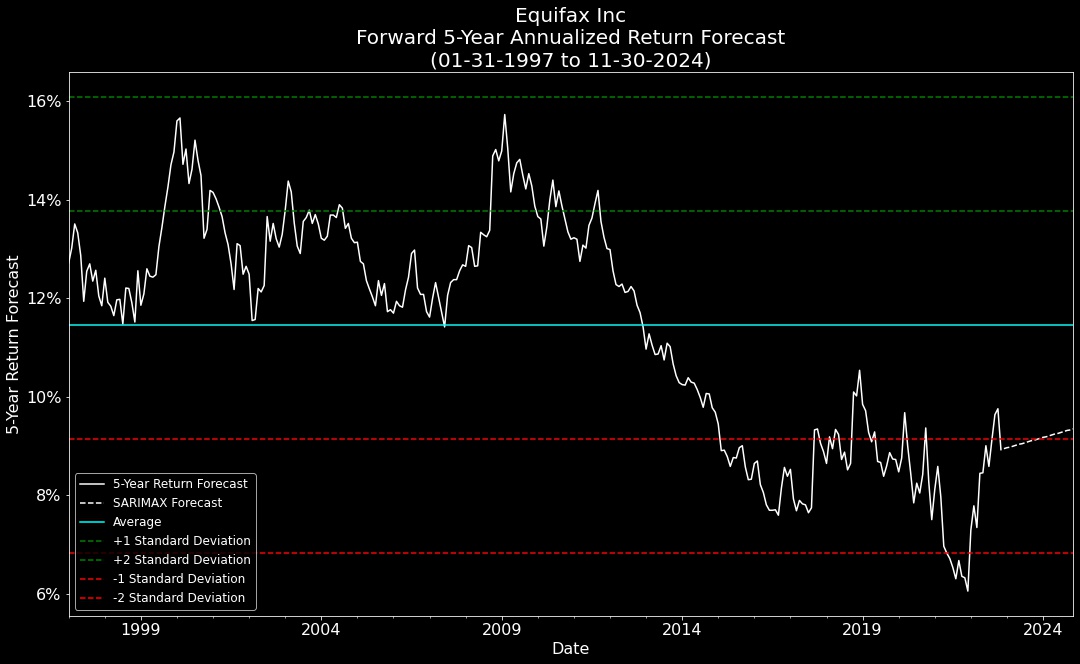 Equifax Inc
Forward 5-Year Annualized Return Forecast
(01-31-1997 to 11-30-2024)
16%
14%
12%
10%
8%
6%
5-Year Return Forecast
5-Year Return Forecast
SARIMAX Forecast
Average
+1 Standard Deviation
+2 Standard Deviation
-1 Standard Deviation
-2 Standard Deviation
1999 2004 2009 2014 2019 2024
Date